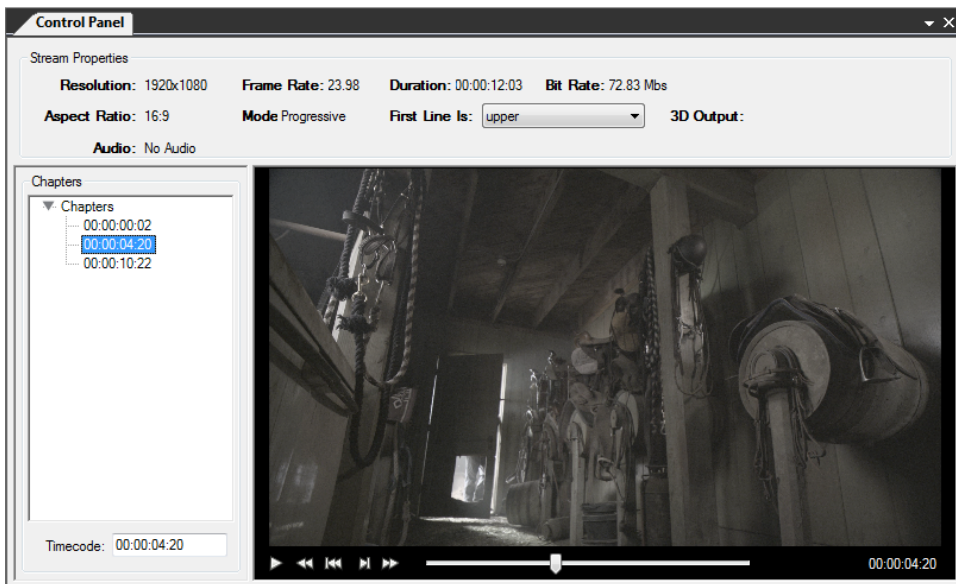 Control Panel
Stream Properties
Resolution: 1920x1080 Frame Rate: 23.98 Duration: 00:00:12:03 Bit Rate: 72.83 Mbs
Aspect Ratio: 16:9 Mode Progressive First Line Is: upper 3D Output:
Audio: No Audio
Chapters
Chapters
00:00:00:02
00:00:04:20
00:00:10:22
Timecode: 00:00:04:20
00:00:04:20